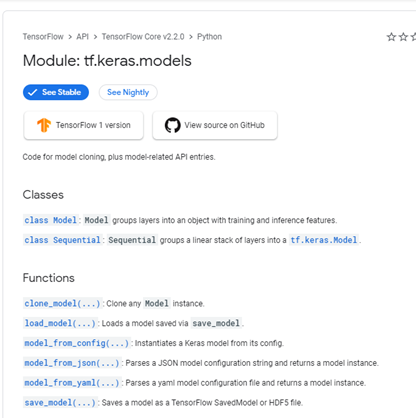 TensorFlow > API > TensorFlow Core v2.2.0 > Python
Module: tf.keras.models
See Stable See Nightly
TensorFlow 1 version View source on GitHub
Code for model cloning, plus model-related API entries.
Classes
class Model: Model groups layers into an object with training and inference features.
class Sequential: Sequential groups a linear stack of layers into a tf.keras.Model.
Functions
clone_model(...): Clone any Model instance.
load_model(...): Loads a model saved via save_model.
model_from_config(...): Instantiates a Keras model from its config.
model_from_json(...): Parses a JSON model configuration string and returns a model instance.
model_from_yaml(...): Parses a yaml model configuration file and returns a model instance.
save_model(...): Saves a model as a TensorFlow SavedModel or HDF5 file.